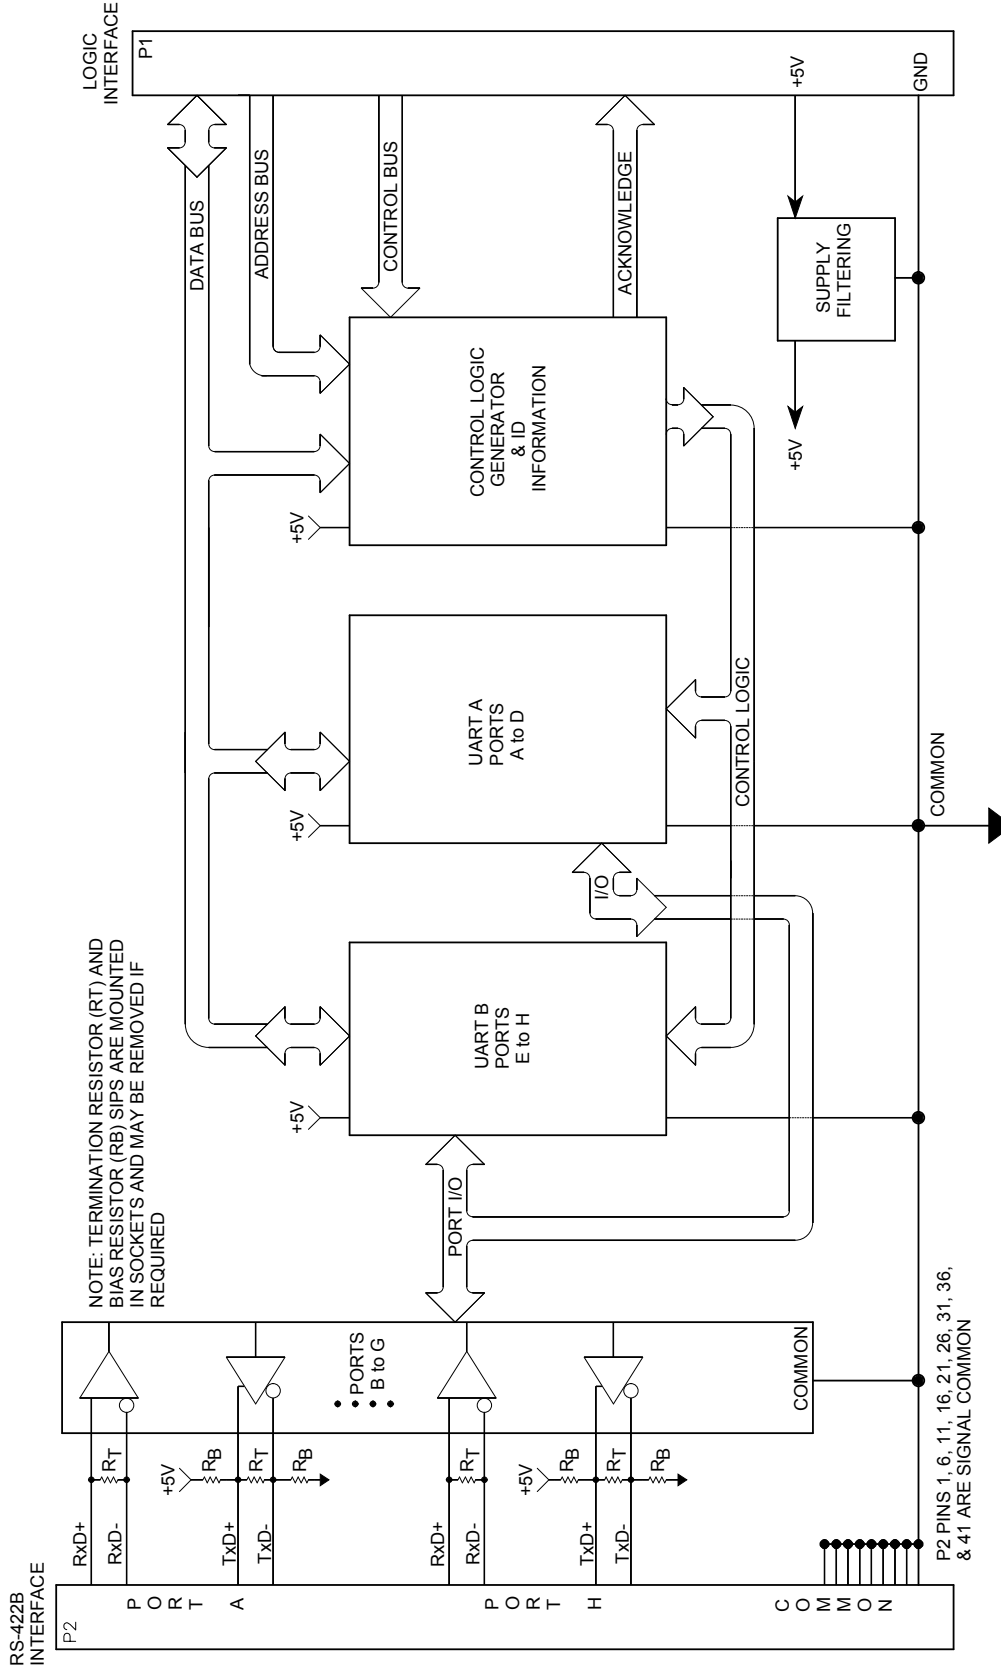 RS-422B
INTERFACE
P2
P
O
R
T
A
P
O
R
T
H
C
O
M
M
O
N
RxD+
RxD-
TxD+
TxD-
RxD+
RxD-
TxD+
TxD-
RT
+5V
RB
RT
RB
RT
+5V
RB
RT
RB
PORTS
B to G
COMMON
P2 PINS 1, 6, 11, 16, 21, 26, 31, 36,
& 41 ARE SIGNAL COMMON
NOTE: TERMINATION RESISTOR (RT) AND
BIAS RESISTOR (RB) SIPS ARE MOUNTED
IN SOCKETS AND MAY BE REMOVED IF
REQUIRED
PORT I/O
+5V
UART B
PORTS
E to H
I/O
+5V
UART A
PORTS
A to D
CONTROL LOGIC
COMMON
+5V
CONTROL LOGIC
GENERATOR
& ID
INFORMATION
+5V
SUPPLY
FILTERING
DATA BUS
ADDRESS BUS
CONTROL BUS
ACKNOWLEDGE
LOGIC
INTERFACE
P1
+5V
GND